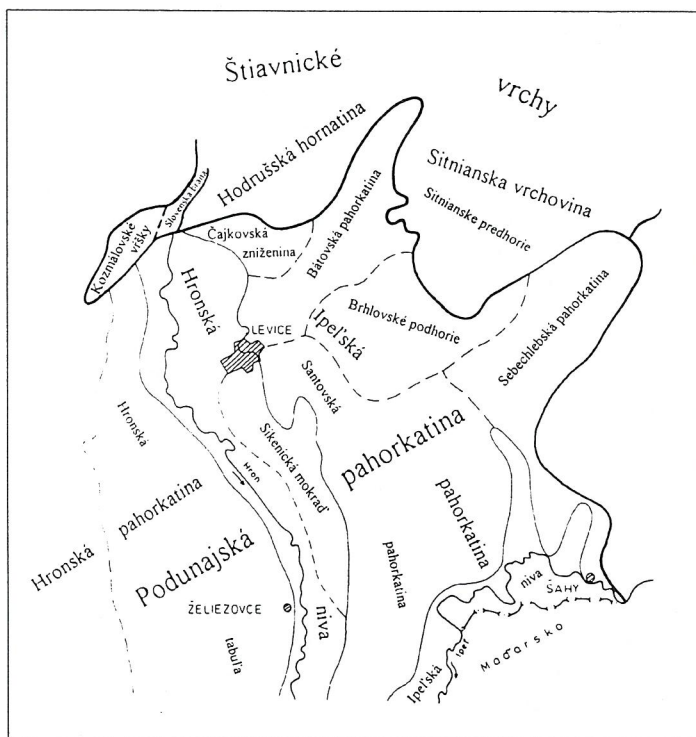 Štiavnické
vrchy
Hodrušská hornatina
Sitnianska vrchovina
Sitnianske predhorie
Slovenská brána
Kozmálovské
vŕšky
Čajkovská
zníženina
Bátovská pahorkatina
Hronská
LEVICE
Ipeľská
Brhlovské podhorie
Sebechlebská pahorkatina
Santovská
Hronská
Sikenická mokraď
pahorkatina
Hron
Hronská
pahorkatina
Podunajská
pahorkatina
pahorkatina
ŽELIEZOVCE
niva
tabuľa
niva
ŠAHY
Ipeľská
Ipeľ
Maďarsko